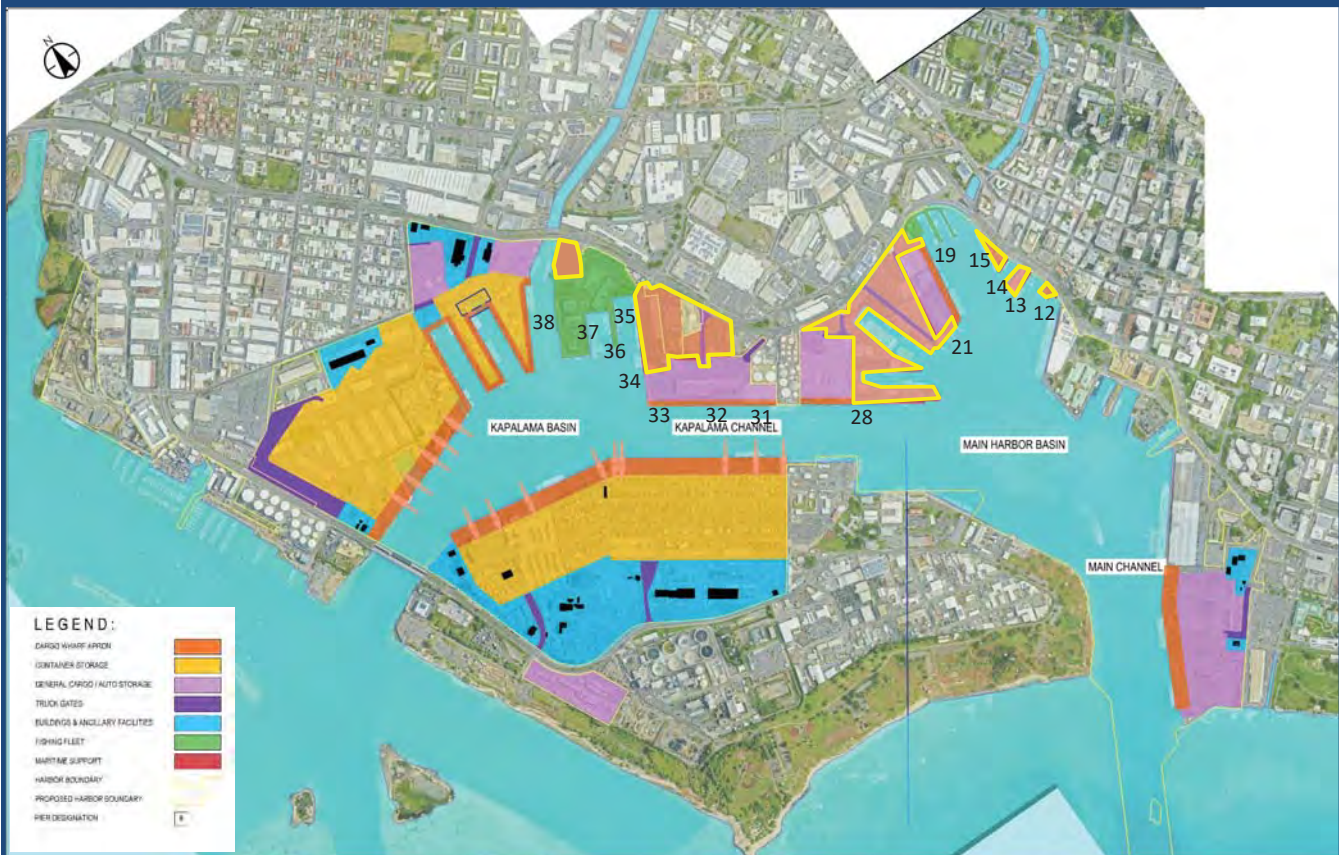 N
19
15
14
13
12
38
37
35
36
21
34
33
32
31
28
KAPALAMA BASIN
KAPALAMA CHANNEL
MAIN HARBOR BASIN
MAIN CHANNEL
LEGEND:
CARGO WHARF APRON
CONTAINER STORAGE
GENERAL CARGO / AUTO STORAGE
TRUCK GATES
BUILDINGS & ANCILLARY FACILITIES
FISHING FLEET
MARITIME SUPPORT
HARBOR BOUNDARY
PROPOSED HARBOR BOUNDARY
PIER DESIGNATION